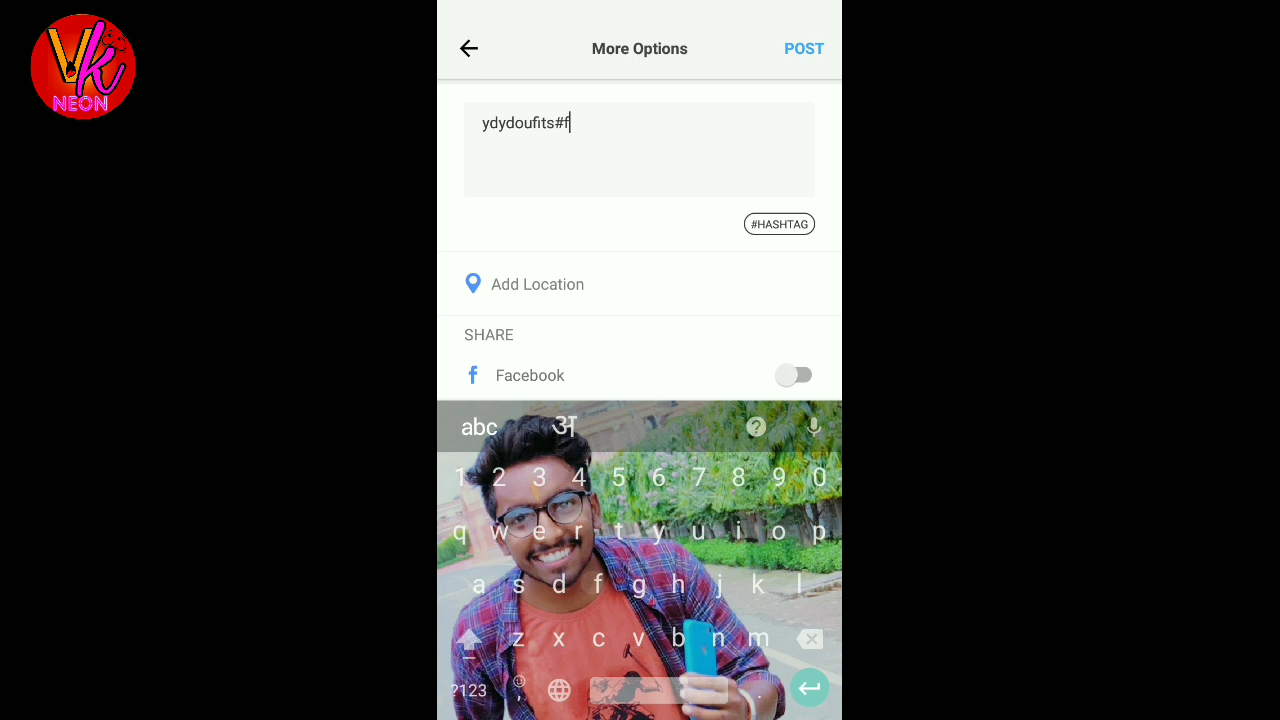 Vk
NEON
More Options
POST
ydydoufits#f
#HASHTAG
Add Location
SHARE
f Facebook
abc अ ?
1 2 3 4 5 6 7 8 9 0
q w e r t y u i o p
a s d f g h j k l
z x c v b n m
?123 , .